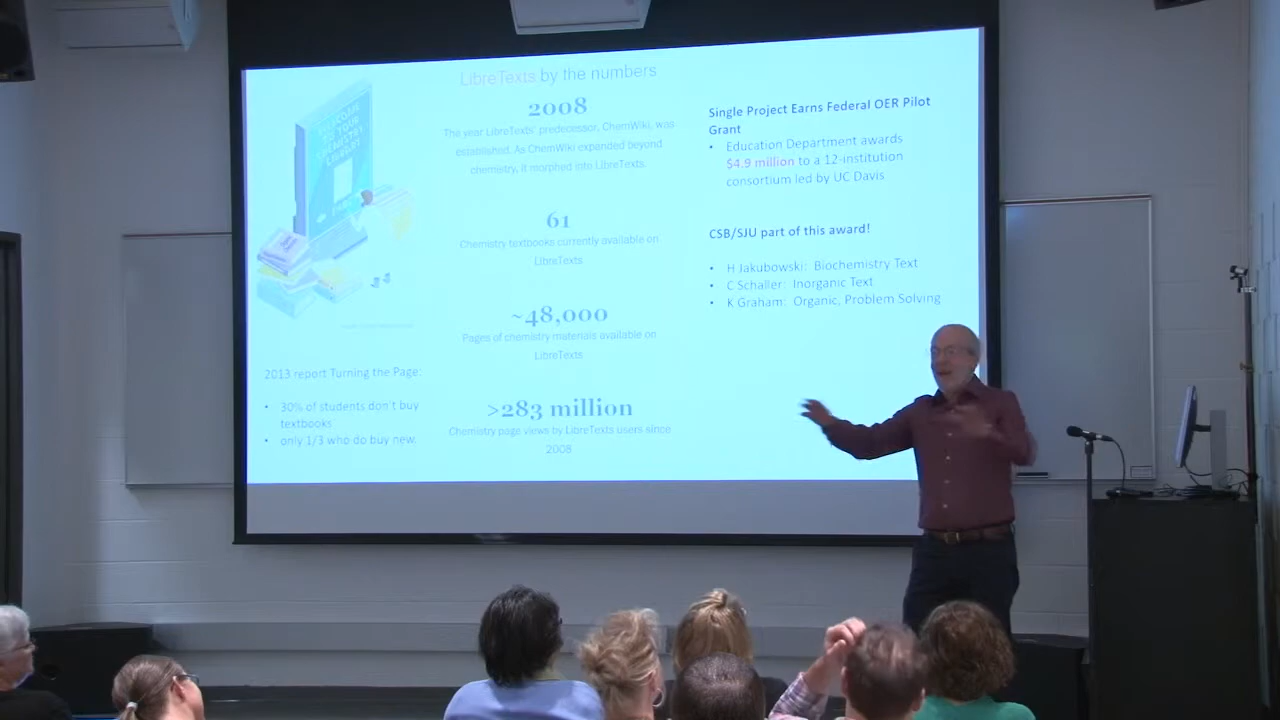 LibreTexts by the numbers
2008
The year LibreTexts' predecessor, ChemWiki, was
established. As ChemWiki expanded beyond
chemistry, it morphed into LibreTexts.
61
Chemistry textbooks currently available on
LibreTexts
~48,000
Pages of chemistry materials available on
LibreTexts
>283 million
Chemistry page views by LibreTexts users since
2008
2013 report Turning the Page:
• 30% of students don't buy
textbooks
• only 1/3 who do buy new.
Single Project Earns Federal OER Pilot
Grant
• Education Department awards
$4.9 million to a 12-institution
consortium led by UC Davis
CSB/SJU part of this award!
• H Jakubowski: Biochemistry Text
• C Schaller: Inorganic Text
• K Graham: Organic, Problem Solving